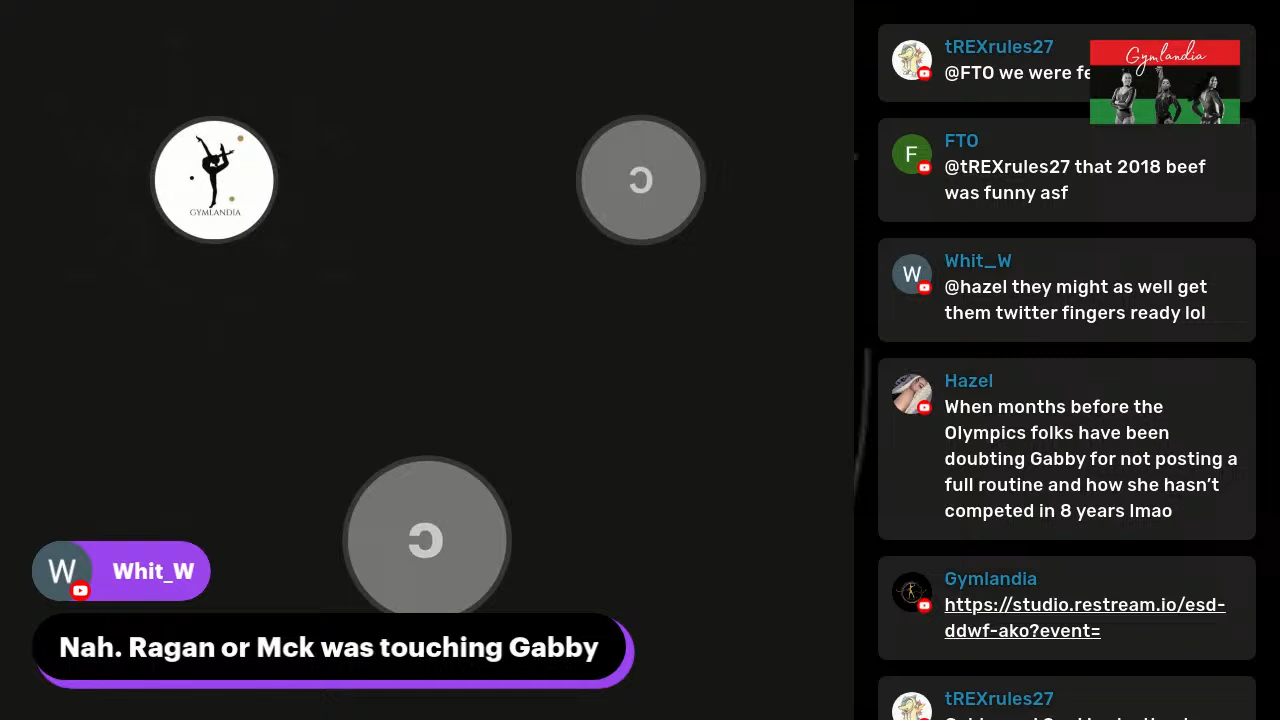 GYMLANDIA
ɔ
ɔ
W
Whit_W
Nah. Ragan or Mck was touching Gabby
tREXrules27
@FTO we were fe
Gymlandia
F
FTO
@tREXrules27 that 2018 beef
was funny asf
W
Whit_W
@hazel they might as well get
them twitter fingers ready lol
Hazel
When months before the
Olympics folks have been
doubting Gabby for not posting a
full routine and how she hasn’t
competed in 8 years lmao
Gymlandia
https://studio.restream.io/esd-
ddwf-ako?event=
tREXrules27